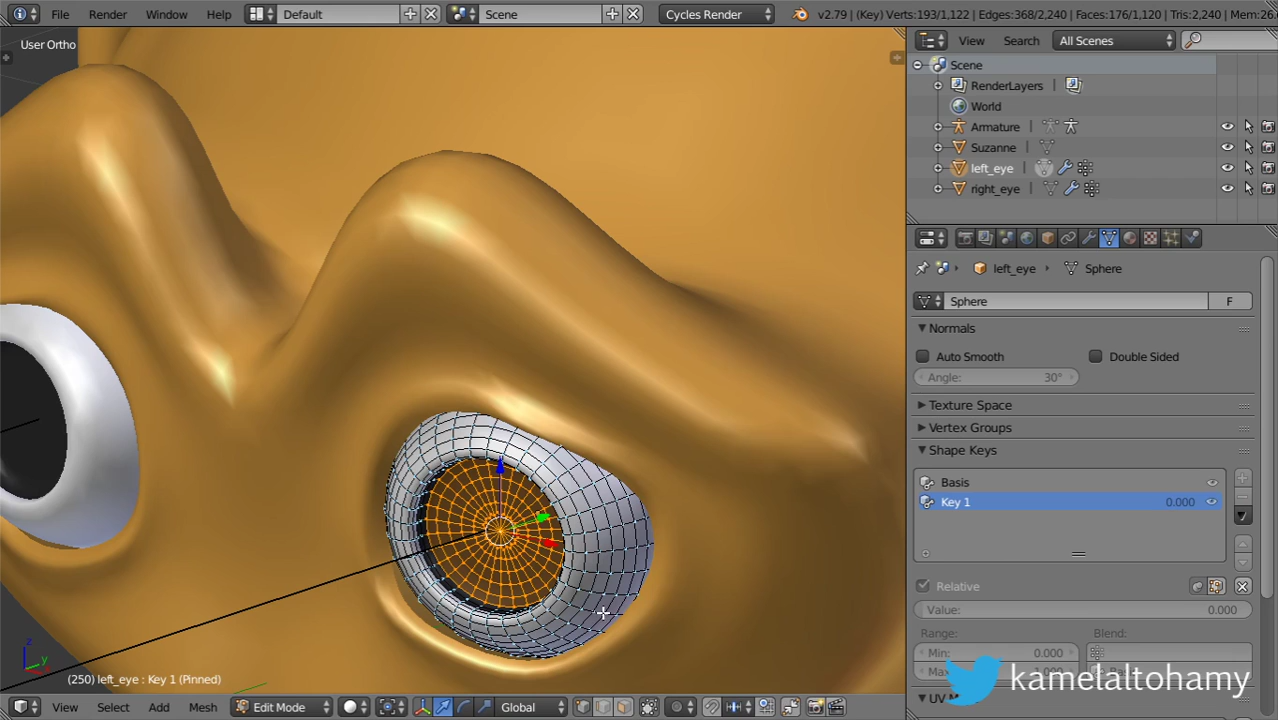 File Render Window Help Default Scene Cycles Render v2.79 | (Key) Verts:193/1,122 | Edges:368/2,240 | Faces:176/1,120 | Tris:2,240 | Mem:26
User Ortho
View Search All Scenes
Scene
RenderLayers
World
Armature
Suzanne
left_eye
right_eye
left_eye Sphere
Sphere F
Normals
Auto Smooth Double Sided
Angle: 30°
Texture Space
Vertex Groups
Shape Keys
Basis
Key 1 0.000
Relative
Value: 0.000
Range: Blend:
Min: 0.000
kamelaltohamy
z
y
(250) left_eye : Key 1 (Pinned)
View Select Add Mesh Edit Mode Global